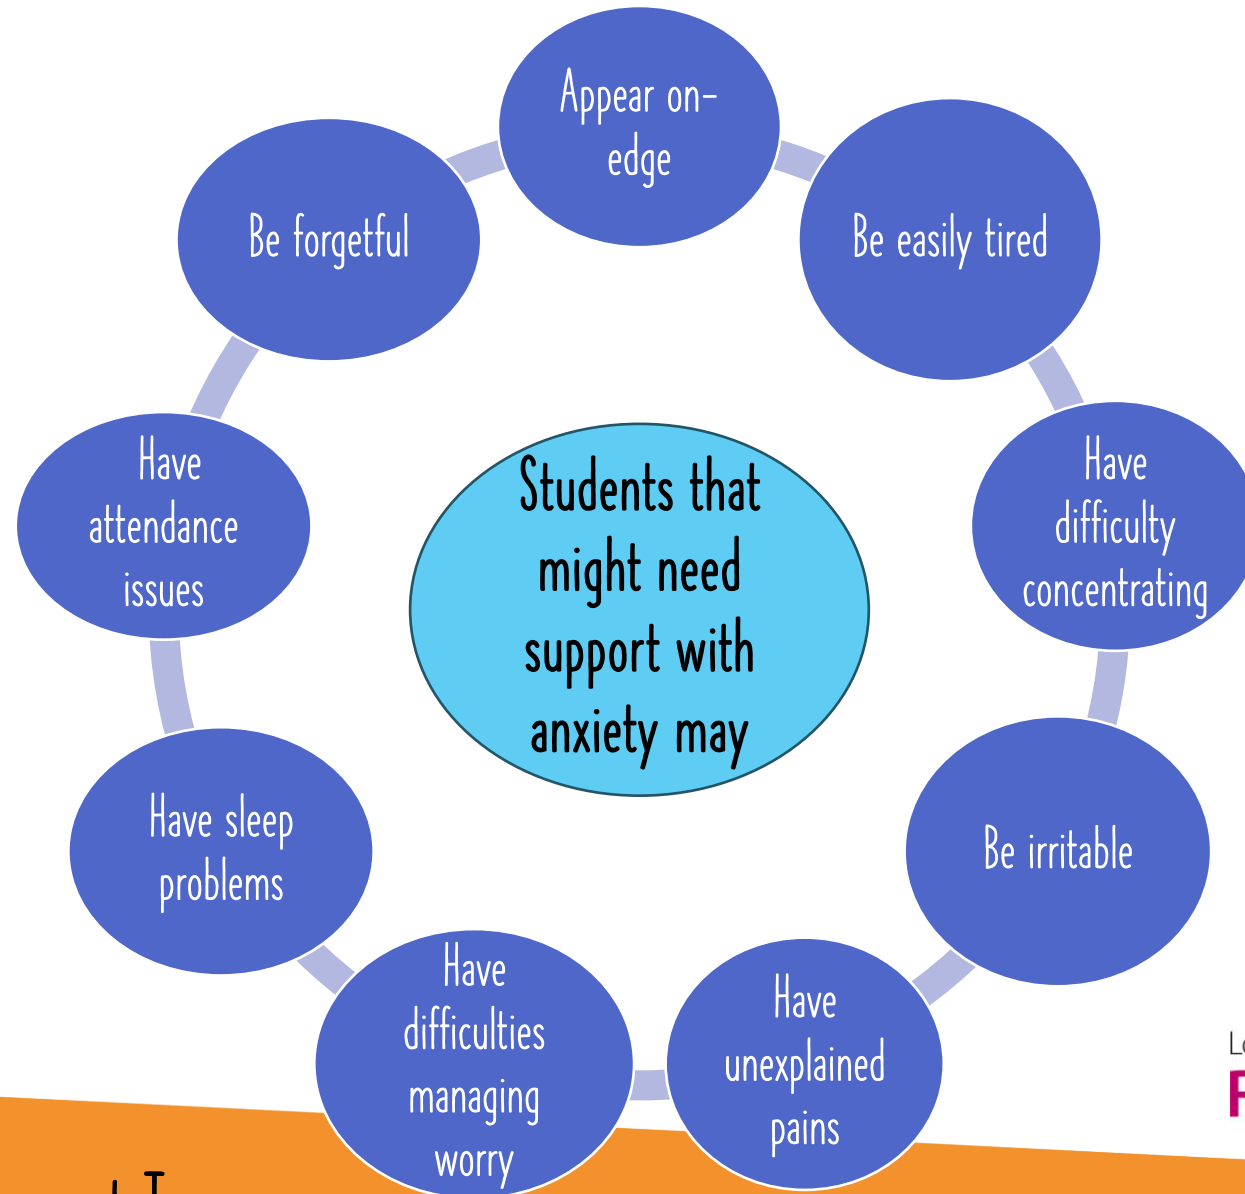 Appear on-
edge
Be easily tired
Have
difficulty
concentrating
Be irritable
Have
unexplained
pains
Have
difficulties
managing
worry
Have sleep
problems
Have
attendance
issues
Be forgetful
Students that
might need
support with
anxiety may